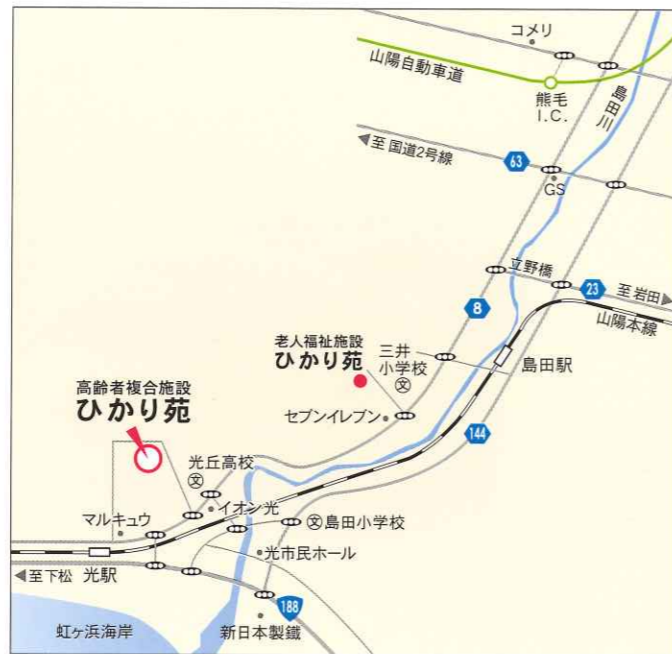 コメリ
山陽自動車道
熊毛
I.C.
島田川
至 国道2号線
63
GS
立野橋
23
至 岩田
山陽本線
8
老人福祉施設
ひかり苑
三井
小学校
文
島田駅
セブンイレブン
144
高齢者複合施設
ひかり苑
光丘高校
文
イオン光
マルキュウ
文
島田小学校
光市民ホール
至 下松
光駅
188
虹ヶ浜海岸
新日本製鐵